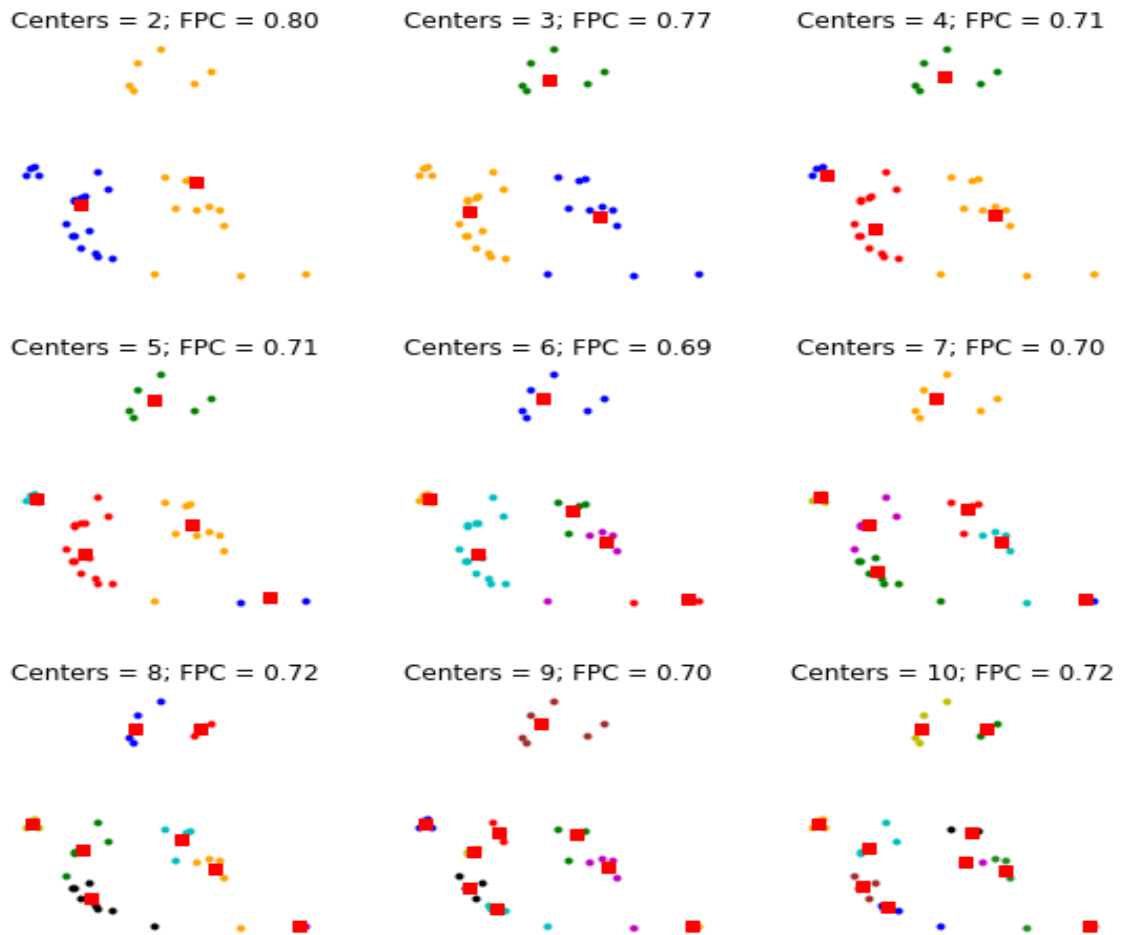 Centers = 2; FPC = 0.80
Centers = 3; FPC = 0.77
Centers = 4; FPC = 0.71
Centers = 5; FPC = 0.71
Centers = 6; FPC = 0.69
Centers = 7; FPC = 0.70
Centers = 8; FPC = 0.72
Centers = 9; FPC = 0.70
Centers = 10; FPC = 0.72